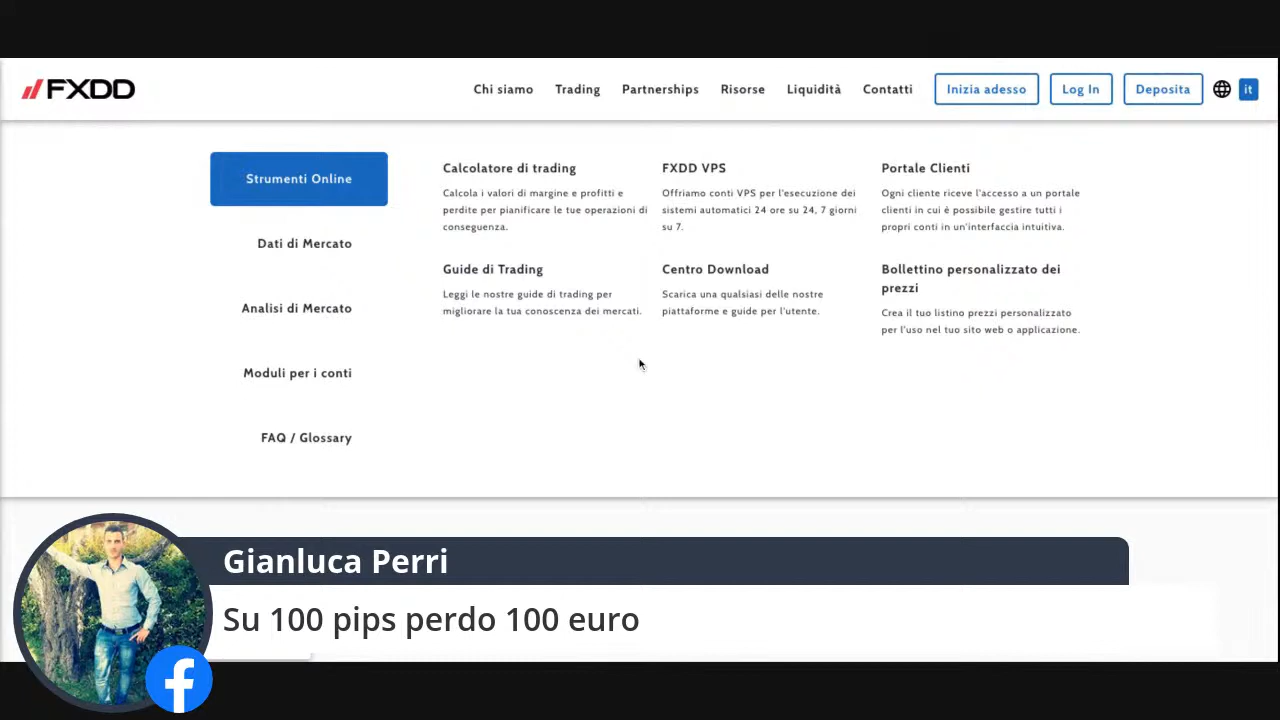 FXDD
Chi siamo
Trading
Partnerships
Risorse
Liquidità
Contatti
Inizia adesso
Log In
Deposita
it
Strumenti Online
Dati di Mercato
Analisi di Mercato
Moduli per i conti
FAQ / Glossary
Calcolatore di trading
Calcola i valori di margine e profitti e
perdite per pianificare le tue operazioni di
conseguenza.
FXDD VPS
Offriamo conti VPS per l'esecuzione dei
sistemi automatici 24 ore su 24, 7 giorni
su 7.
Portale Clienti
Ogni cliente riceve l'accesso a un portale
clienti in cui è possibile gestire tutti i
propri conti in un'interfaccia intuitiva.
Guide di Trading
Leggi le nostre guide di trading per
migliorare la tua conoscenza dei mercati.
Centro Download
Scarica una qualsiasi delle nostre
piattaforme e guide per l'utente.
Bollettino personalizzato dei
prezzi
Crea il tuo listino prezzi personalizzato
per l'uso nel tuo sito web o applicazione.
Gianluca Perri
Su 100 pips perdo 100 euro